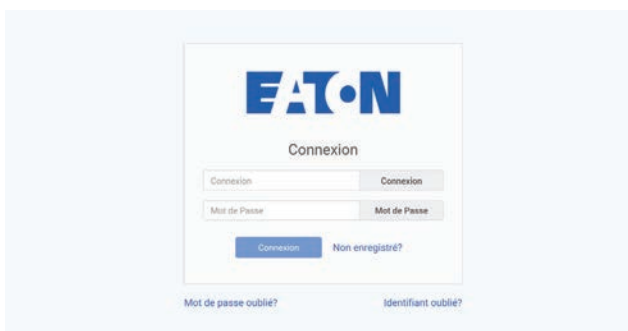 EATON
Connexion
Connexion Connexion
Mot de Passe Mot de Passe
Connexion Non enregistré?
Mot de passe oublié? Identifiant oublié?